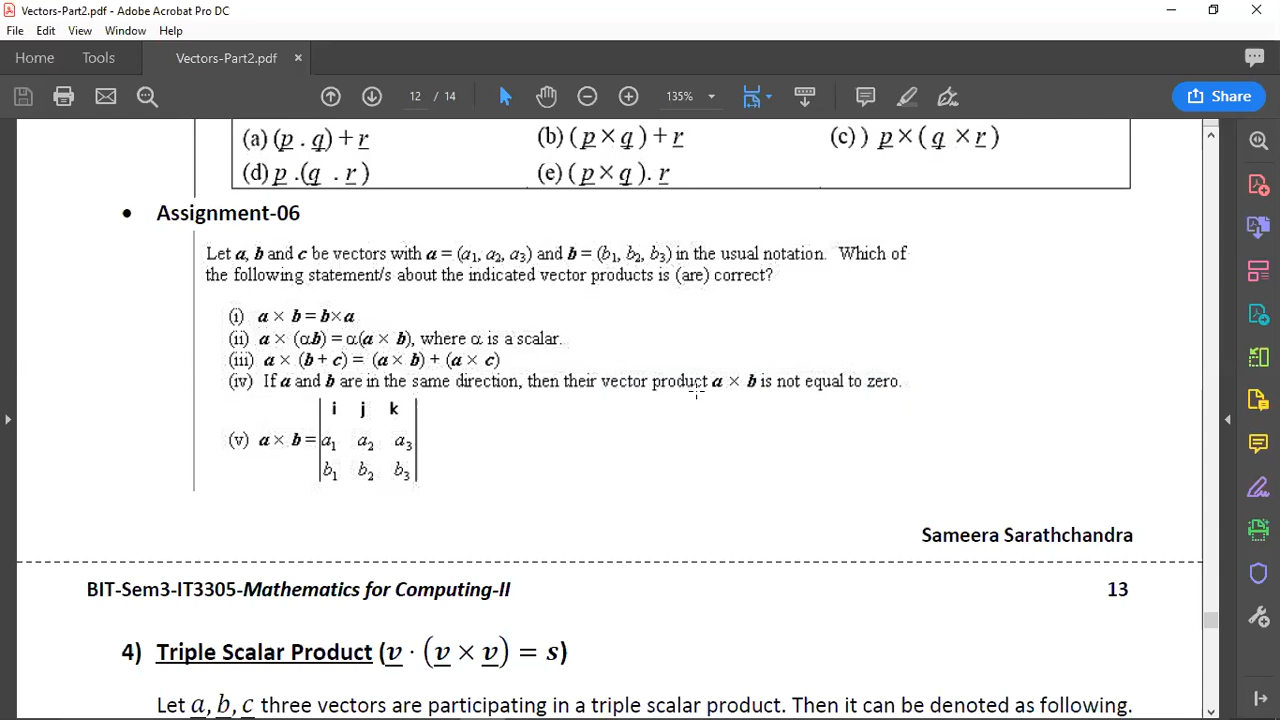 Vectors-Part2.pdf - Adobe Acrobat Pro DC
File Edit View Window Help
Home Tools Vectors-Part2.pdf ×
12 / 14 135% Share
(a) (p . q) + r (b) ( p × q ) + r (c) ) p × ( q × r )
(d) p .(q . r ) (e) ( p × q ). r
• Assignment-06
Let a, b and c be vectors with a = (a₁, a₂, a₃) and b = (b₁, b₂, b₃) in the usual notation. Which of
the following statement/s about the indicated vector products is (are) correct?
(i) a × b = b×a
(ii) a × (αb) = α(a × b), where α is a scalar.
(iii) a × (b + c) = (a × b) + (a × c)
(iv) If a and b are in the same direction, then their vector product a × b is not equal to zero.
i j k
(v) a × b = a₁ a₂ a₃
b₁ b₂ b₃
Sameera Sarathchandra
BIT-Sem3-IT3305-Mathematics for Computing-II 13
4) Triple Scalar Product (v · (v × v) = s)
Let a, b, c three vectors are participating in a triple scalar product. Then it can be denoted as following.